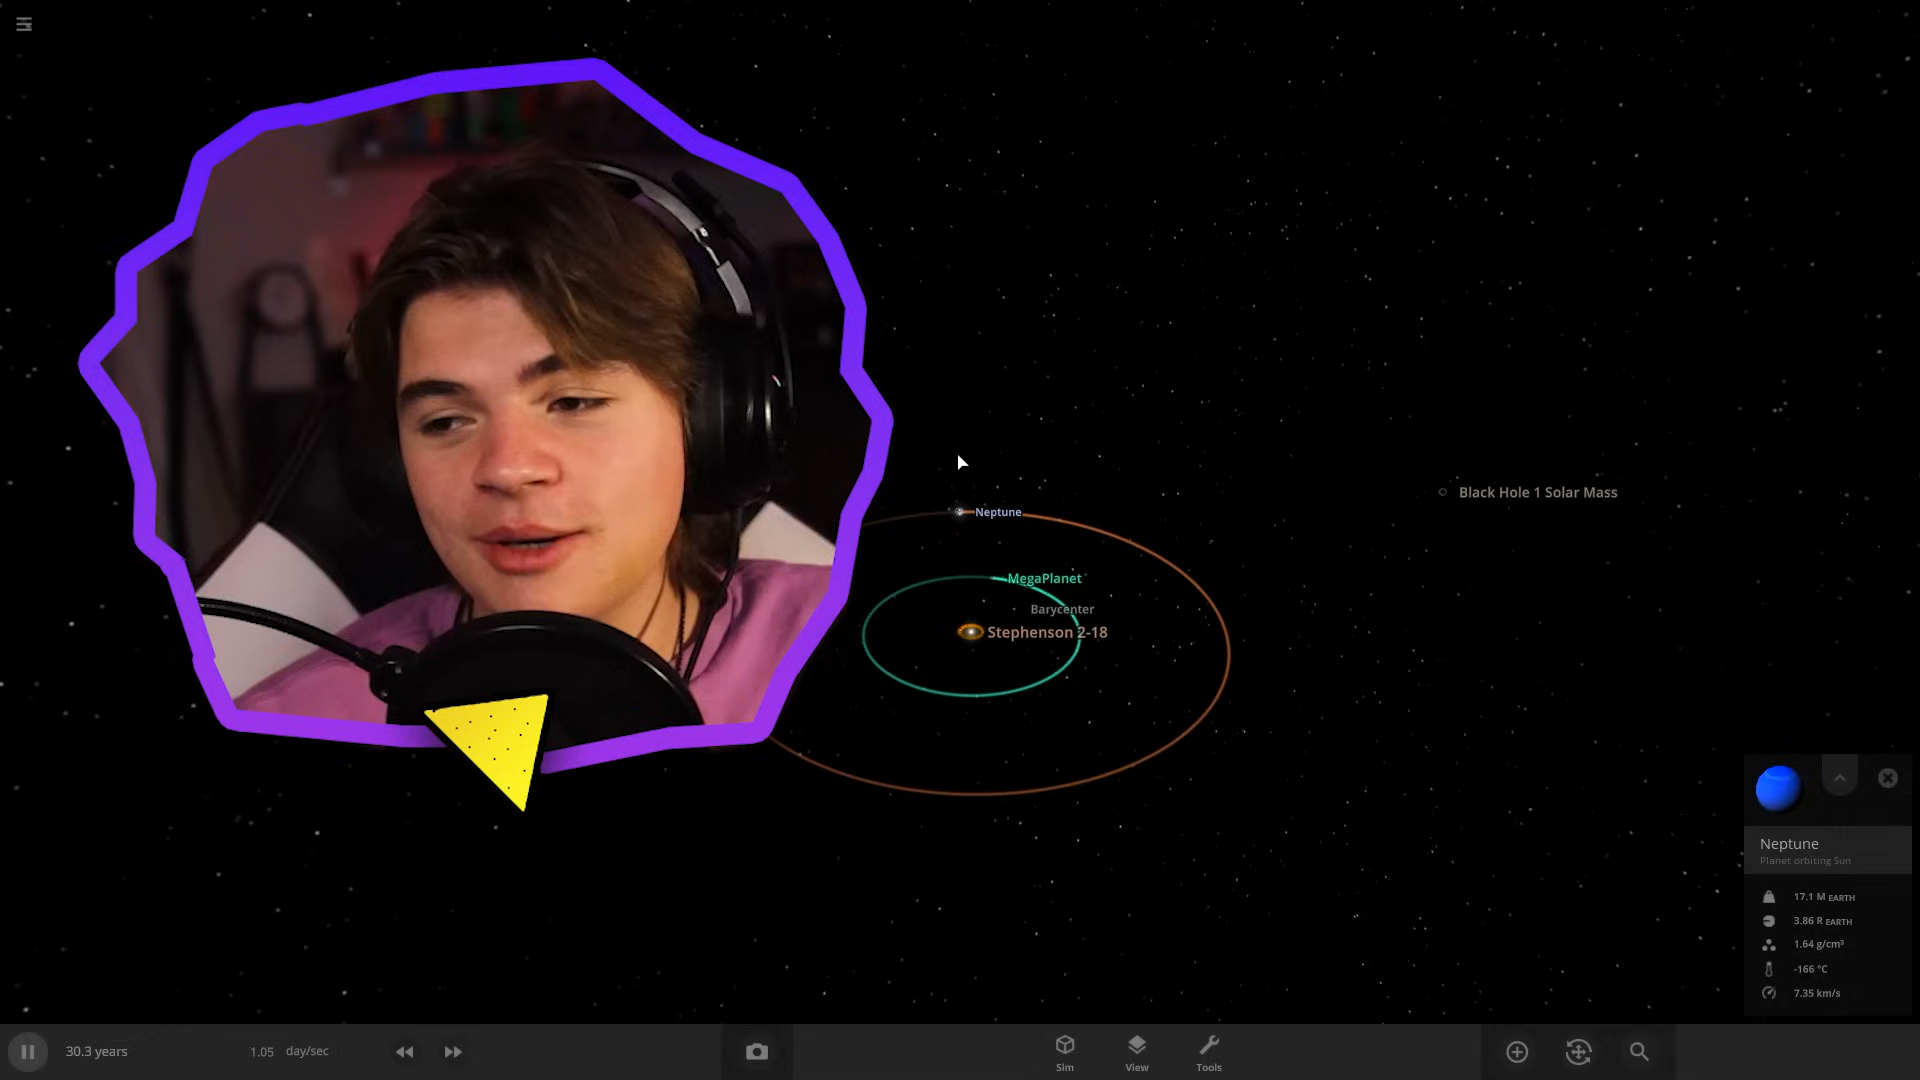 Neptune
Black Hole 1 Solar Mass
MegaPlanet
Barycenter
Stephenson 2-18
Neptune
Planet orbiting Sun
17.1 M EARTH
3.86 R EARTH
1.64 g/cm³
-166 °C
7.35 km/s
30.3 years
1.05 day/sec
Sim
View
Tools